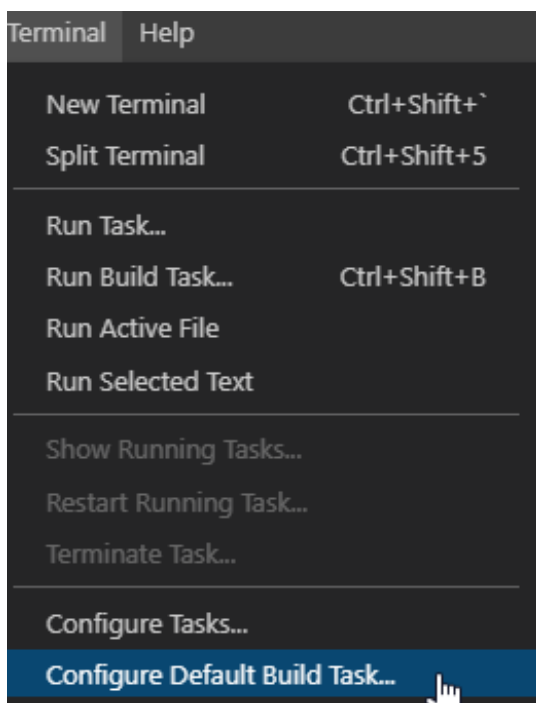 Terminal Help
New Terminal Ctrl+Shift+`
Split Terminal Ctrl+Shift+5
Run Task...
Run Build Task... Ctrl+Shift+B
Run Active File
Run Selected Text
Show Running Tasks...
Restart Running Task...
Terminate Task...
Configure Tasks...
Configure Default Build Task...